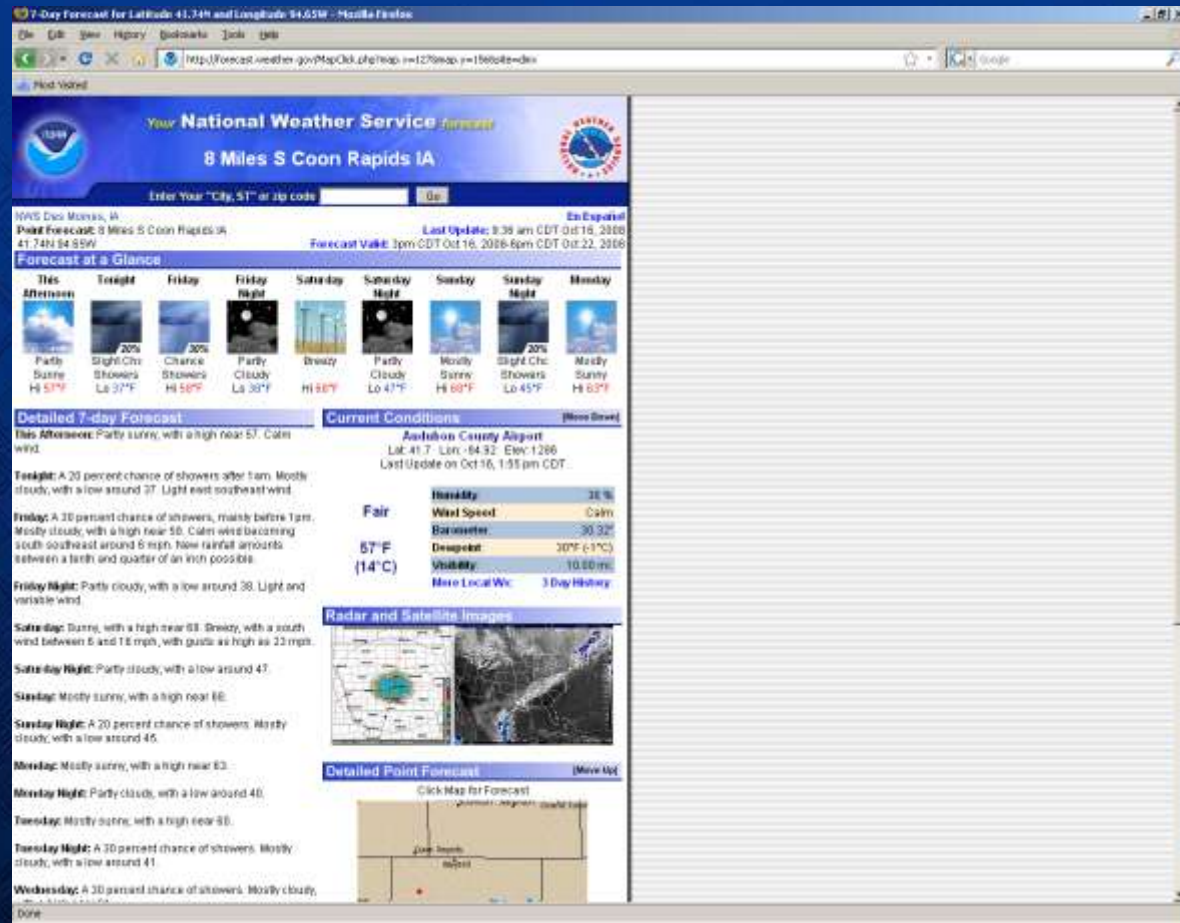 7-Day Forecast for Latitude 41.74N and Longitude 94.65W - Mozilla Firefox
File Edit View History Bookmarks Tools Help
Google
Most Visited
Your National Weather Service forecast
8 Miles S Coon Rapids IA
Enter Your "City, ST" or zip code Go
NWS Des Moines, IA En Español
Point Forecast: 8 Miles S Coon Rapids IA Last Update: 9:36 am CDT Oct 16, 2008
41.74N 94.65W Forecast Valid: 3pm CDT Oct 16, 2008-6pm CDT Oct 22, 2008
Forecast at a Glance
This Afternoon Tonight Friday Friday Night Saturday Saturday Night Sunday Sunday Night Monday
20% 30% 20%
Partly Sunny Slight Chc Showers Chance Showers Partly Cloudy Breezy Partly Cloudy Mostly Sunny Slight Chc Showers Mostly Sunny
Hi 57°F Lo 37°F Hi 58°F Lo 38°F Hi 68°F Lo 47°F Hi 68°F Lo 45°F Hi 63°F
Detailed 7-day Forecast
This Afternoon: Partly sunny, with a high near 57. Calm
wind.
Tonight: A 20 percent chance of showers after 1am. Mostly
cloudy, with a low around 37. Light east southeast wind.
Friday: A 30 percent chance of showers, mainly before 1pm.
Mostly cloudy, with a high near 58. Calm wind becoming
south southeast around 6 mph. New rainfall amounts
between a tenth and quarter of an inch possible.
Friday Night: Partly cloudy, with a low around 38. Light and
variable wind.
Saturday: Sunny, with a high near 68. Breezy, with a south
wind between 6 and 16 mph, with gusts as high as 23 mph.
Saturday Night: Partly cloudy, with a low around 47.
Sunday: Mostly sunny, with a high near 68.
Sunday Night: A 20 percent chance of showers. Mostly
cloudy, with a low around 45.
Monday: Mostly sunny, with a high near 63.
Monday Night: Partly cloudy, with a low around 40.
Tuesday: Mostly sunny, with a high near 60.
Tuesday Night: A 30 percent chance of showers. Mostly
cloudy, with a low around 41.
Wednesday: A 30 percent chance of showers. Mostly cloudy,
Current Conditions [Move Down]
Audubon County Airport
Lat: 41.7 Lon: -94.92 Elev: 1286
Last Update on Oct 16, 1:55 pm CDT
Fair
57°F
(14°C)
Humidity: 36 %
Wind Speed: Calm
Barometer: 30.32"
Dewpoint: 30°F (-1°C)
Visibility: 10.00 mi.
More Local Wx: 3 Day History:
Radar and Satellite Images
Detailed Point Forecast [Move Up]
Click Map for Forecast
Coon Rapids
Bayard
Done